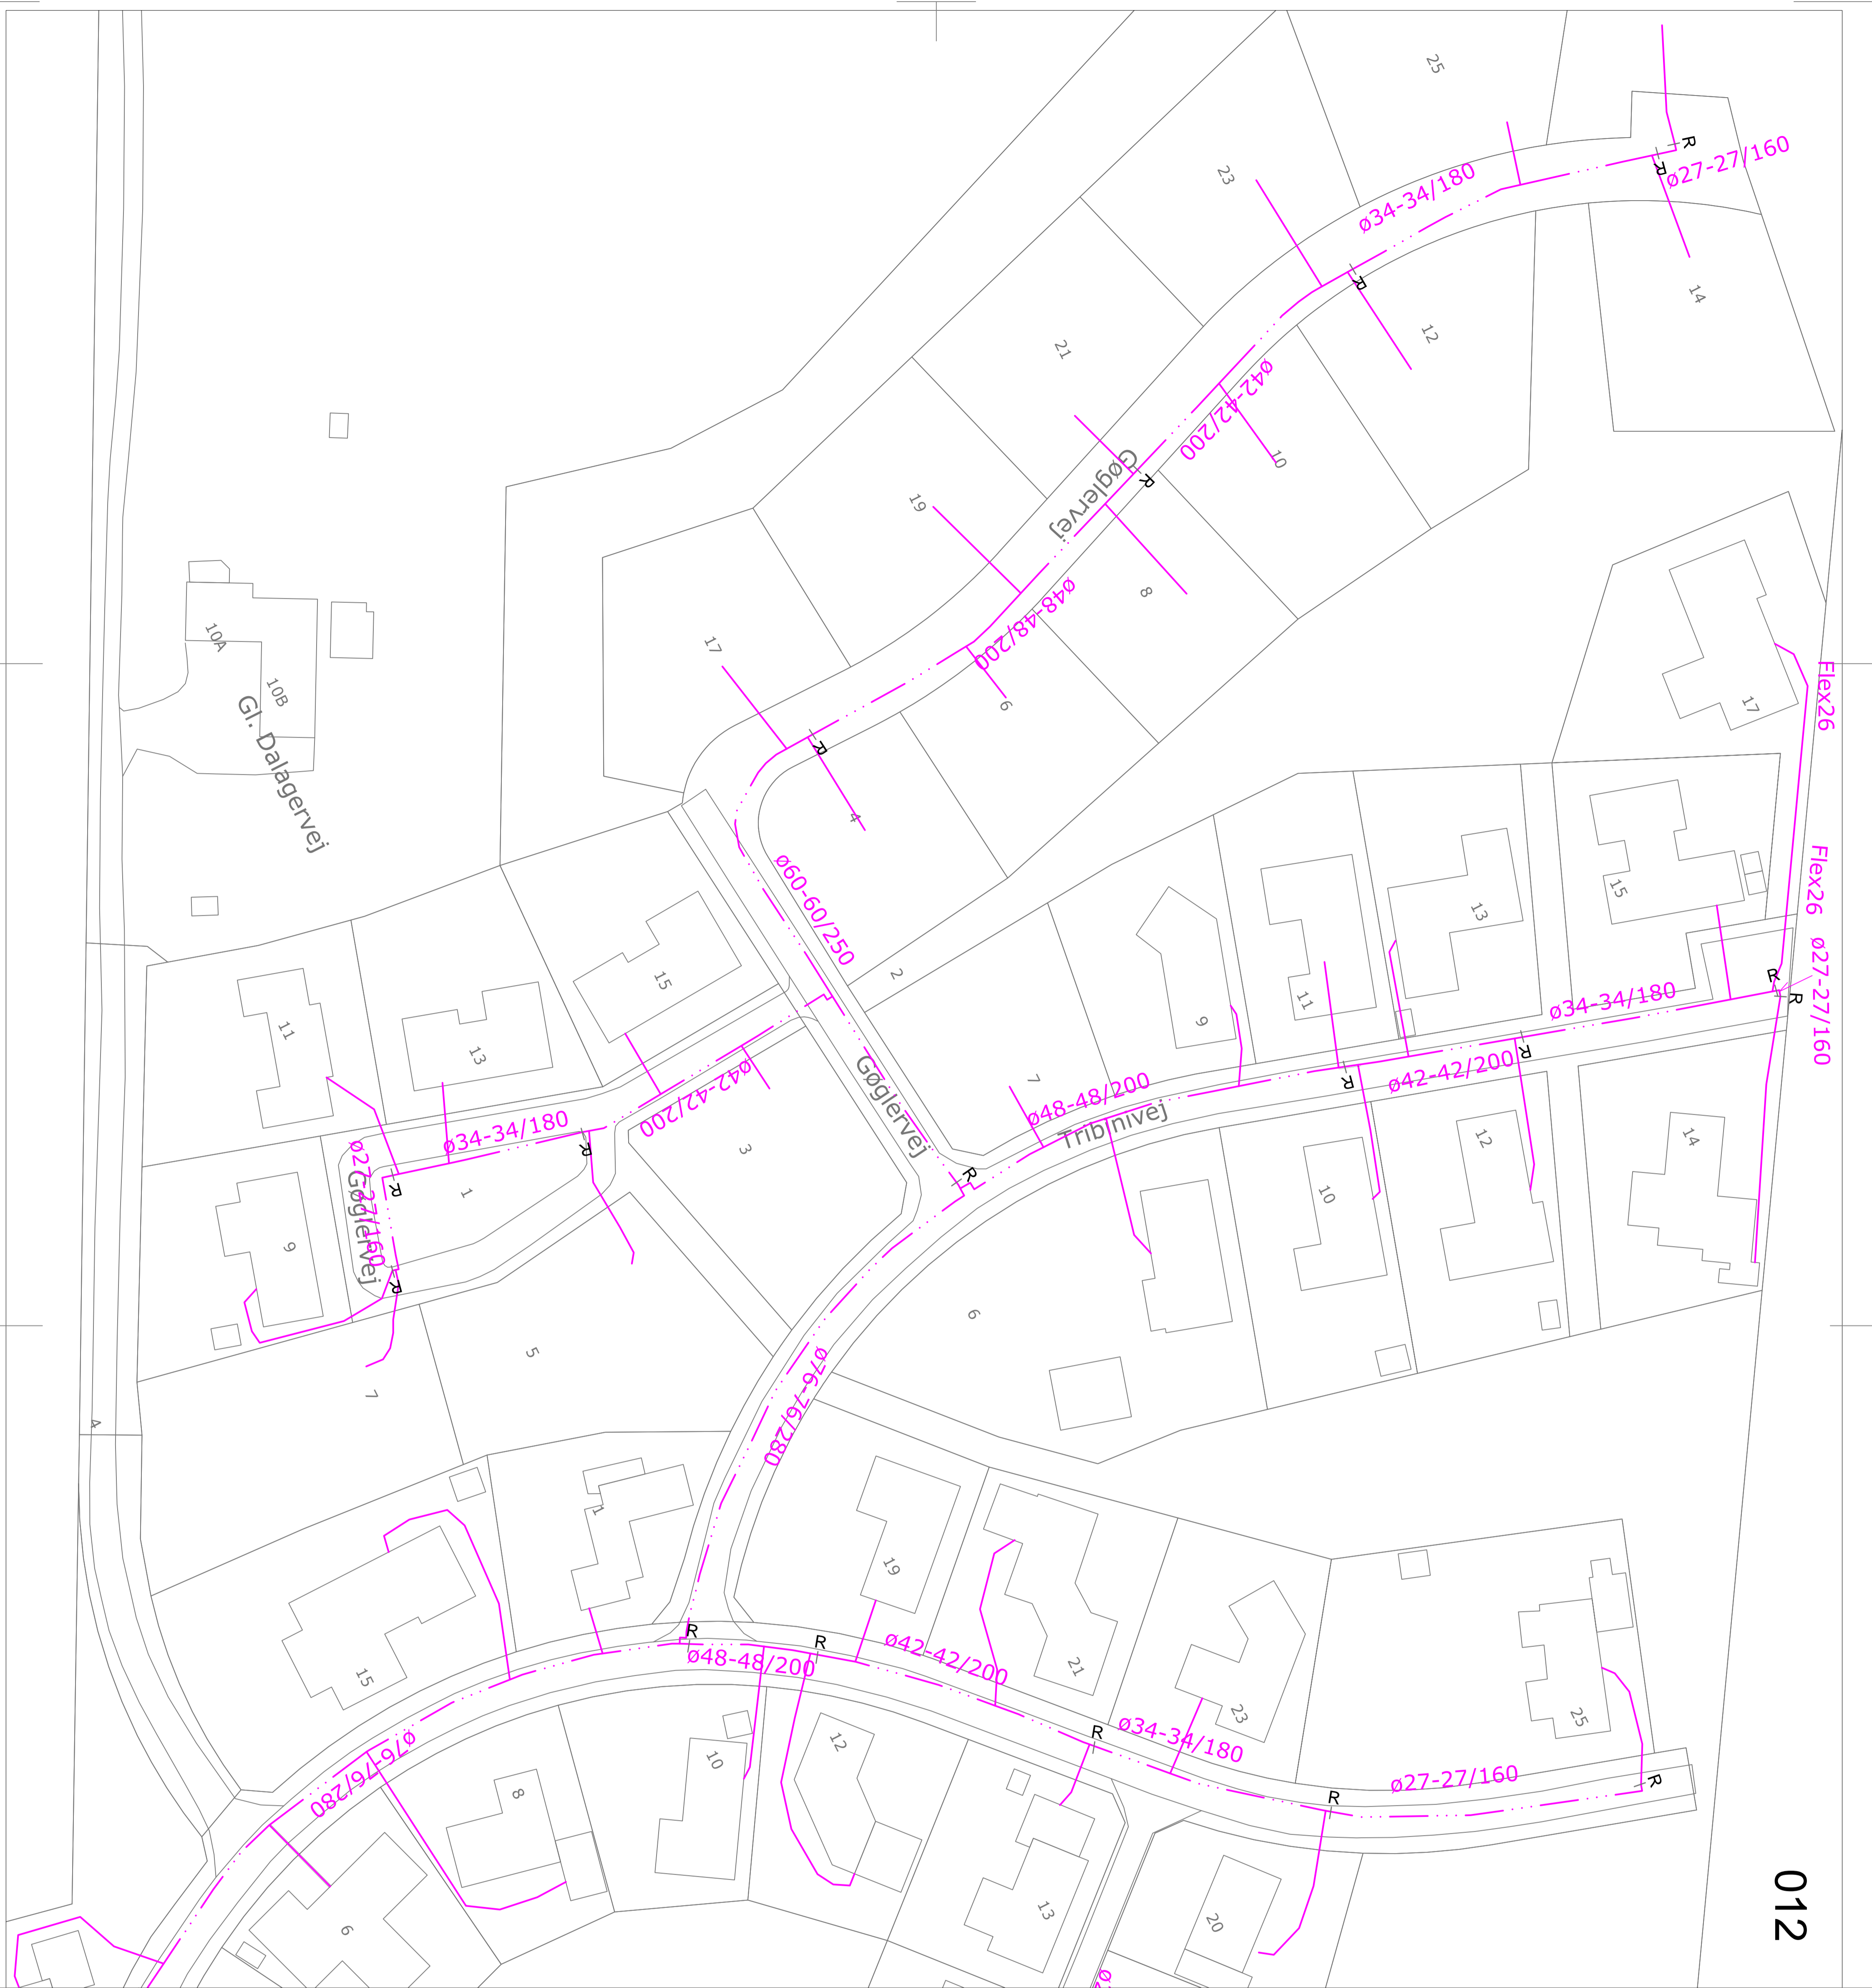 25
R
ø27-27/160
R
ø34-34/180
23
14
R
12
21
ø42-42/200
10
Gøglervej
R
19
8
ø48-48/200
17
6
10A
10B
Gl. Dalagervej
R
4
Flex26
17
ø60-60/250
Flex26
15
13
2
15
11
9
R
R
ø27-27/160
ø34-34/180
11
13
R
ø42-42/200
R
ø42-42/200
Gøglervej
7
ø48-48/200
Tribinivej
ø34-34/180
R
3
12
14
ø27-27/160
Gøglervej
R
1
R
10
9
R
6
5
7
ø76-76/280
4
1
19
15
R
R
ø48-48/200
ø42-42/200
21
23
25
R
ø34-34/180
ø27-27/160
R
R
ø76-76/280
8
10
12
6
13
20
012